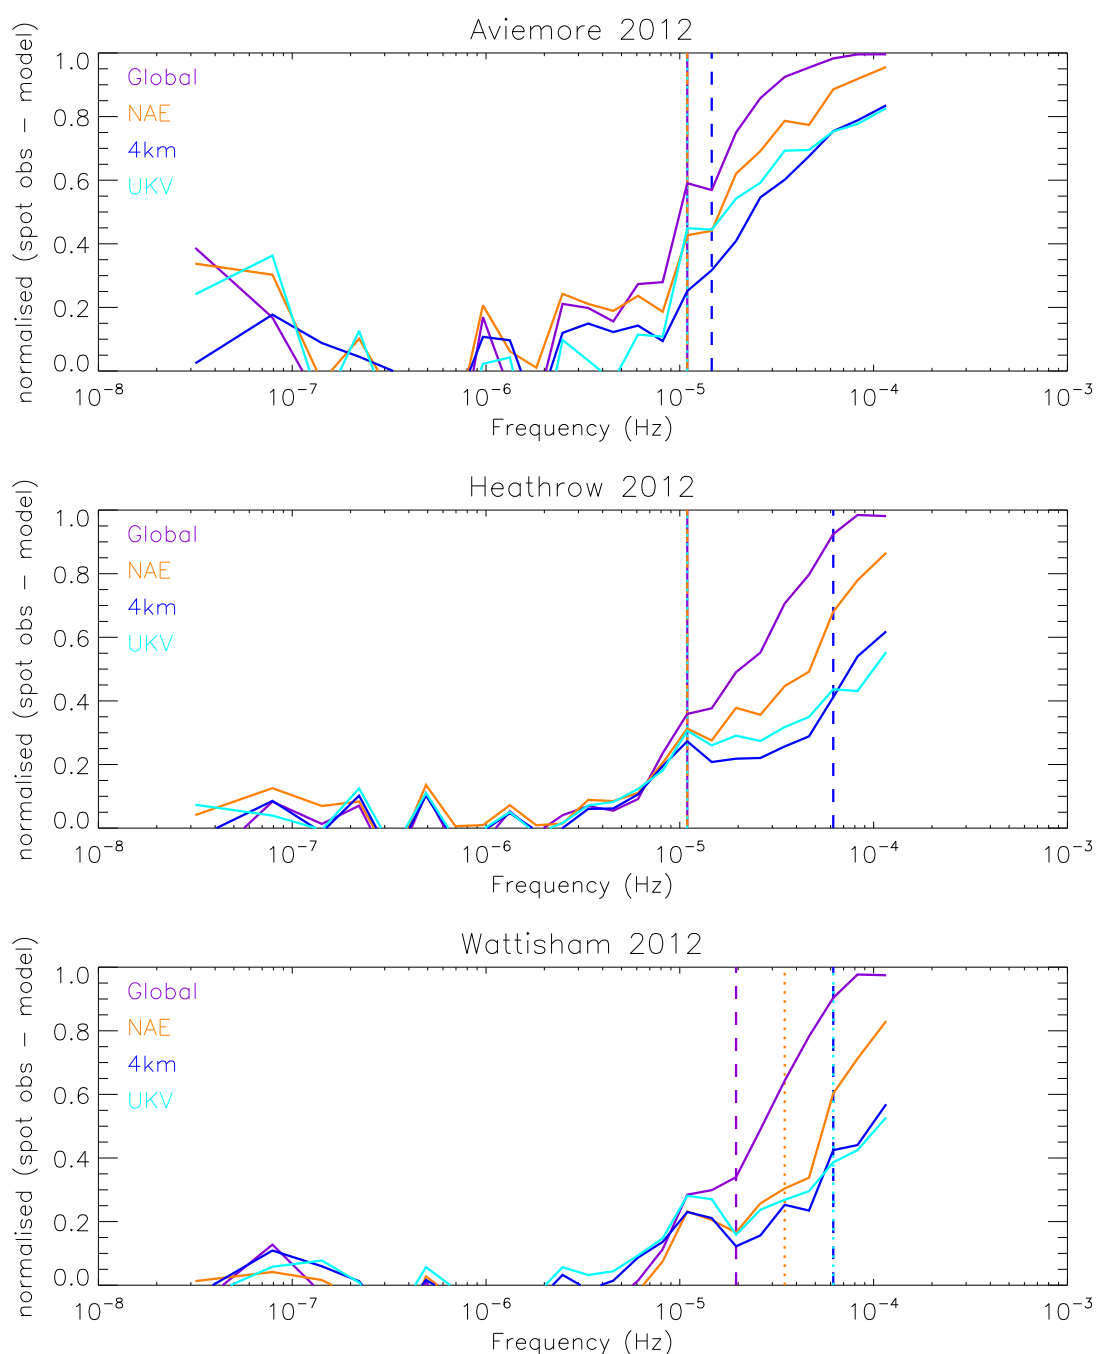 Aviemore 2012
normalised (spot obs - model)
1.0
0.8
0.6
0.4
0.2
0.0
Global
NAE
4km
UKV
10^-8 10^-7 10^-6 10^-5 10^-4 10^-3
Frequency (Hz)
Heathrow 2012
normalised (spot obs - model)
1.0
0.8
0.6
0.4
0.2
0.0
Global
NAE
4km
UKV
10^-8 10^-7 10^-6 10^-5 10^-4 10^-3
Frequency (Hz)
Wattisham 2012
normalised (spot obs - model)
1.0
0.8
0.6
0.4
0.2
0.0
Global
NAE
4km
UKV
10^-8 10^-7 10^-6 10^-5 10^-4 10^-3
Frequency (Hz)